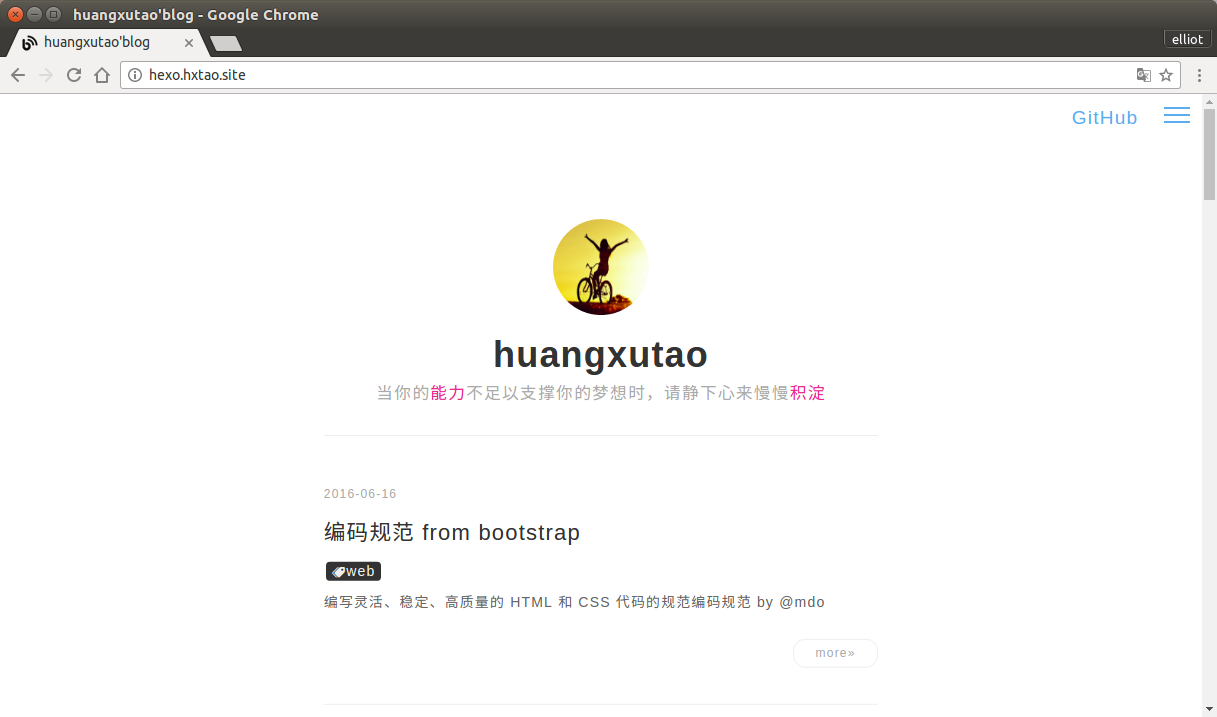 huangxutao'blog - Google Chrome
huangxutao'blog
elliot
hexo.hxtao.site
GitHub
huangxutao
当你的能力不足以支撑你的梦想时，请静下心来慢慢积淀
2016-06-16
编码规范 from bootstrap
web
编写灵活、稳定、高质量的 HTML 和 CSS 代码的规范编码规范 by @mdo
more»